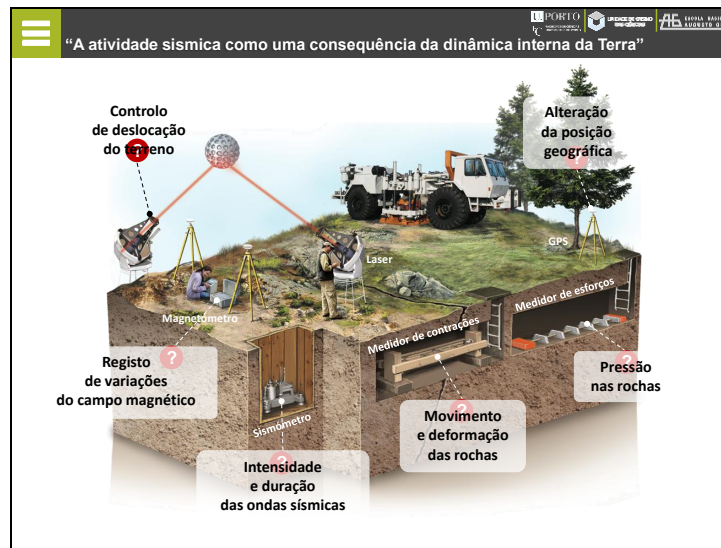 U.PORTO
"A atividade sismica como uma consequência da dinâmica interna da Terra"
Controlo
de deslocação
do terreno
?
Alteração
da posição
geográfica
?
GPS
Laser
Magnetómetro
Medidor de esforços
Medidor de contrações
?
Registo
de variações
do campo magnético
?
Pressão
nas rochas
?
Movimento
e deformação
das rochas
Sismómetro
?
Intensidade
e duração
das ondas sísmicas